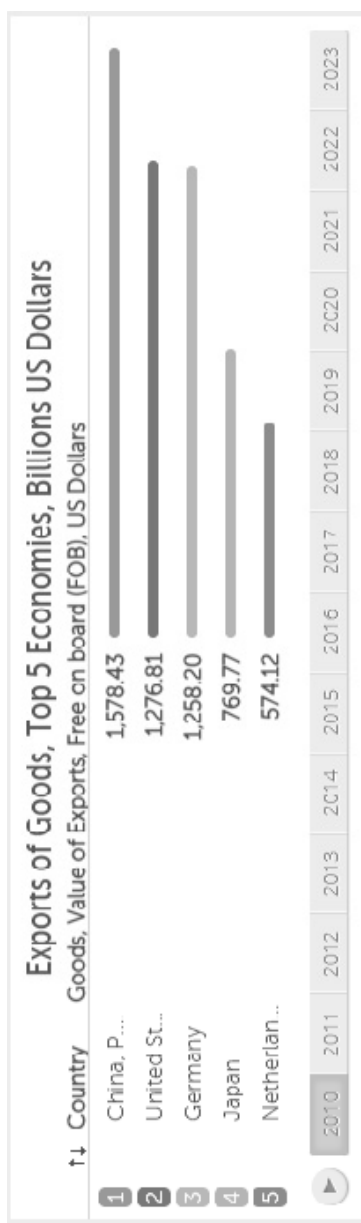 Exports of Goods, Top 5 Economies, Billions US Dollars
↑↓ Country Goods, Value of Exports, Free on board (FOB), US Dollars
1 China, P... 1,578.43
2 United St... 1,276.81
3 Germany 1,258.20
4 Japan 769.77
5 Netherlan... 574.12
2010 2011 2012 2013 2014 2015 2016 2017 2018 2019 2020 2021 2022 2023